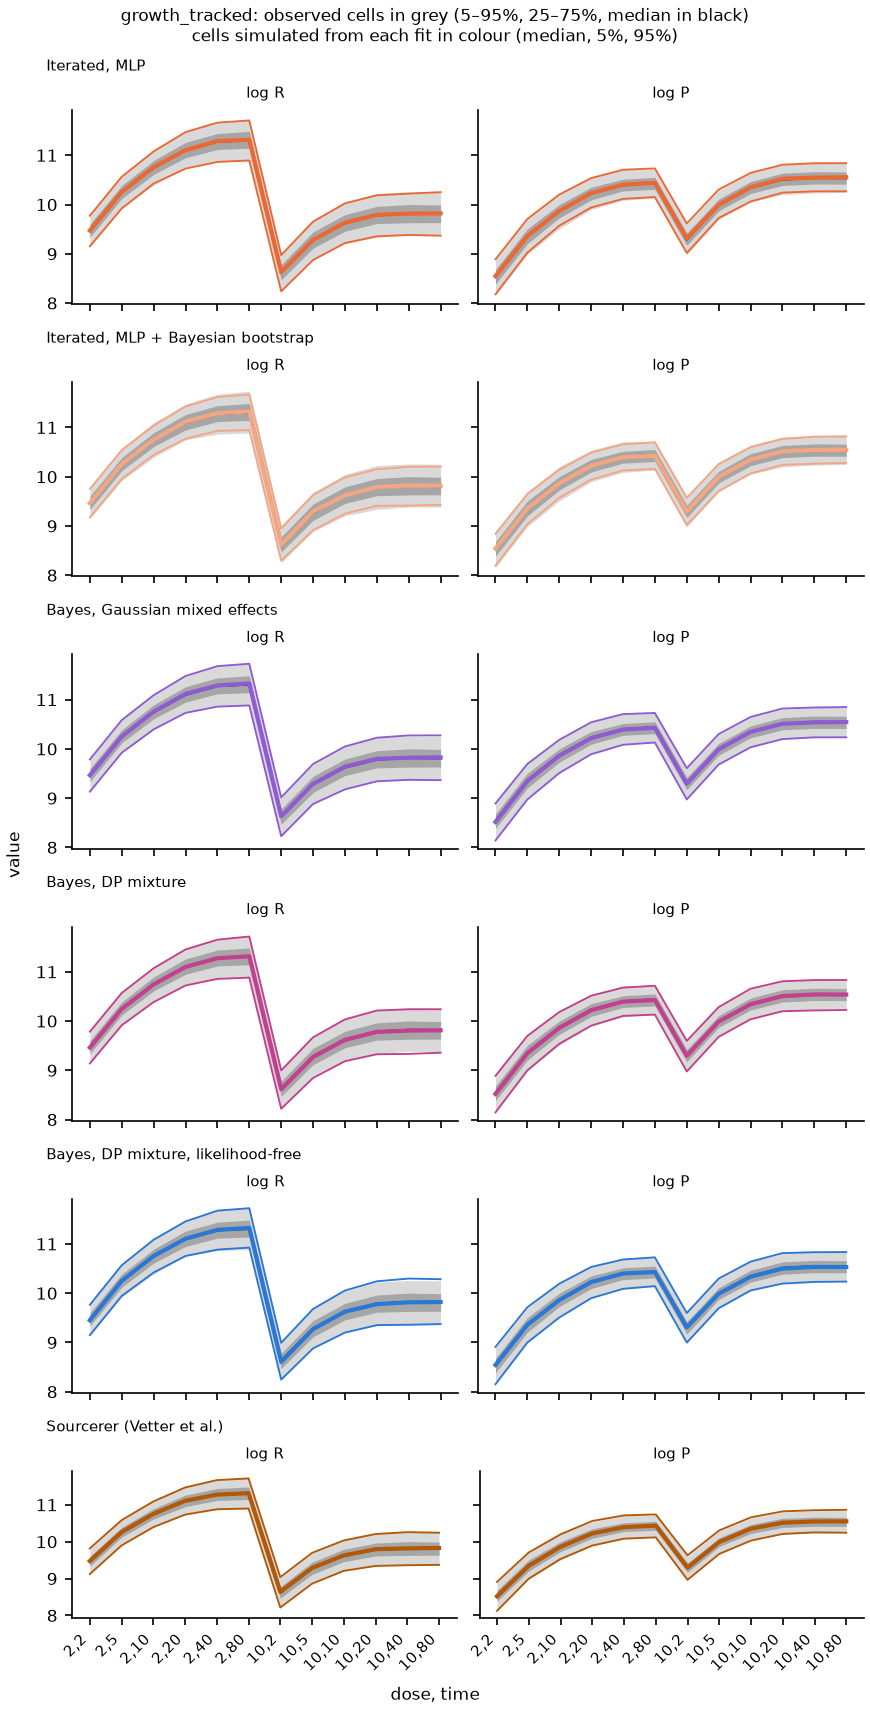 growth_tracked: observed cells in grey (5–95%, 25–75%, median in black)
cells simulated from each fit in colour (median, 5%, 95%)
Iterated, MLP
log R
log P
11
10
9
8
Iterated, MLP + Bayesian bootstrap
log R
log P
11
10
9
8
Bayes, Gaussian mixed effects
log R
log P
11
10
9
8
value
Bayes, DP mixture
log R
log P
11
10
9
8
Bayes, DP mixture, likelihood-free
log R
log P
11
10
9
8
Sourcerer (Vetter et al.)
log R
log P
11
10
9
8
2,2
2,5
2,10
2,20
2,40
2,80
10,2
10,5
10,10
10,20
10,40
10,80
2,2
2,5
2,10
2,20
2,40
2,80
10,2
10,5
10,10
10,20
10,40
10,80
dose, time